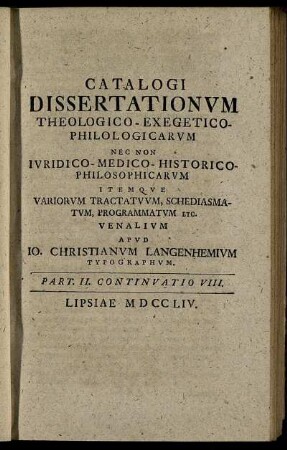 CATALOGI
DISSERTATIONVM
THEOLOGICO-EXEGETICO-
PHILOLOGICARVM
NEC NON
IVRIDICO-MEDICO-HISTORICO-
PHILOSOPHICARVM
ITEMQVE
VARIORVM TRACTATVVM, SCHEDIASMA-
TVM, PROGRAMMATVM ETC.
VENALIVM
APVD
IO. CHRISTIANVM LANGENHEMIVM
TYPOGRAPHVM.
PART. II. CONTINVATIO VIII.
LIPSIAE MDCCLIV.